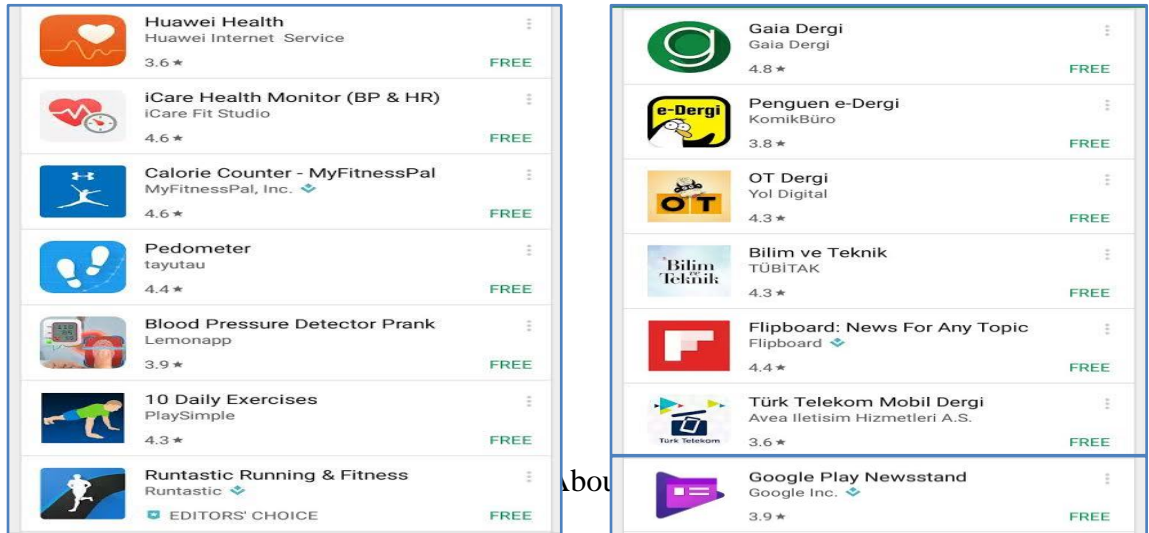 Huawei Health
Huawei Internet Service
3.6★
FREE
iCare Health Monitor (BP & HR)
iCare Fit Studio
4.6★
FREE
Calorie Counter - MyFitnessPal
MyFitnessPal, Inc.
4.6★
FREE
Pedometer
tayutau
4.4★
FREE
Blood Pressure Detector Prank
Lemonapp
3.9★
FREE
10 Daily Exercises
PlaySimple
4.3★
FREE
Runtastic Running & Fitness
Runtastic
EDITORS' CHOICE
FREE
g
Gaia Dergi
Gaia Dergi
4.8★
FREE
e-Dergi
Penguen e-Dergi
KomikBüro
3.8★
FREE
OT
OT Dergi
Yol Digital
4.3★
FREE
Bilim
ve
Teknik
Bilim ve Teknik
TÜBİTAK
4.3★
FREE
Flipboard: News For Any Topic
Flipboard
4.4★
FREE
Türk Telekom
Türk Telekom Mobil Dergi
Avea Iletisim Hizmetleri A.S.
3.6★
FREE
Google Play Newsstand
Google Inc.
3.9★
FREE